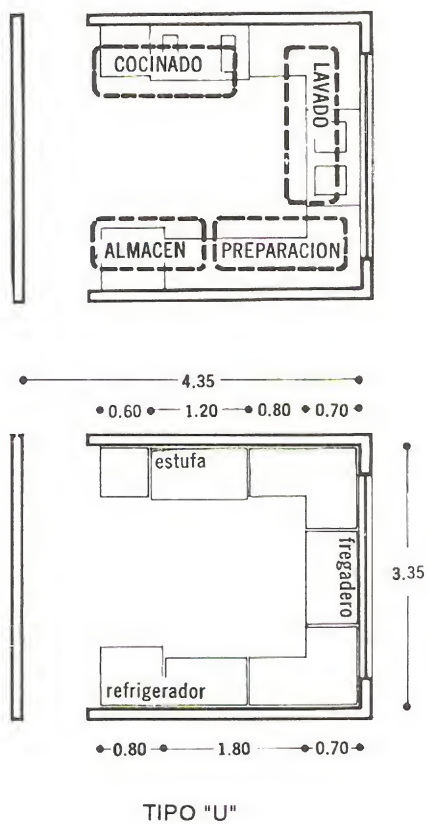 COCINADO
LAVADO
ALMACEN
PREPARACION
4.35
0.60 1.20 0.80 0.70
estufa
fregadero
3.35
refrigerador
0.80 1.80 0.70
TIPO "U"